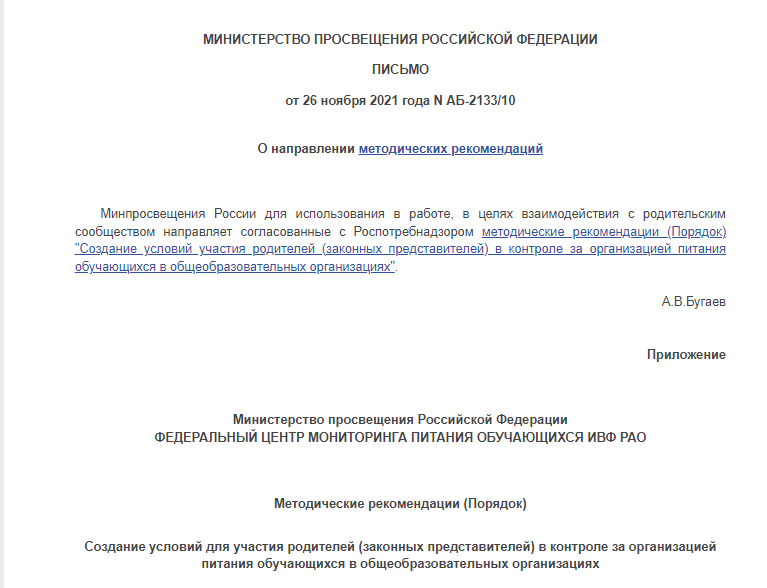 МИНИСТЕРСТВО ПРОСВЕЩЕНИЯ РОССИЙСКОЙ ФЕДЕРАЦИИ
ПИСЬМО
от 26 ноября 2021 года N АБ-2133/10
О направлении методических рекомендаций
Минпросвещения России для использования в работе, в целях взаимодействия с родительским
сообществом направляет согласованные с Роспотребнадзором методические рекомендации (Порядок)
"Создание условий участия родителей (законных представителей) в контроле за организацией питания
обучающихся в общеобразовательных организациях".
А.В.Бугаев
Приложение
Министерство просвещения Российской Федерации
ФЕДЕРАЛЬНЫЙ ЦЕНТР МОНИТОРИНГА ПИТАНИЯ ОБУЧАЮЩИХСЯ ИВФ РАО
Методические рекомендации (Порядок)
Создание условий для участия родителей (законных представителей) в контроле за организацией
питания обучающихся в общеобразовательных организациях